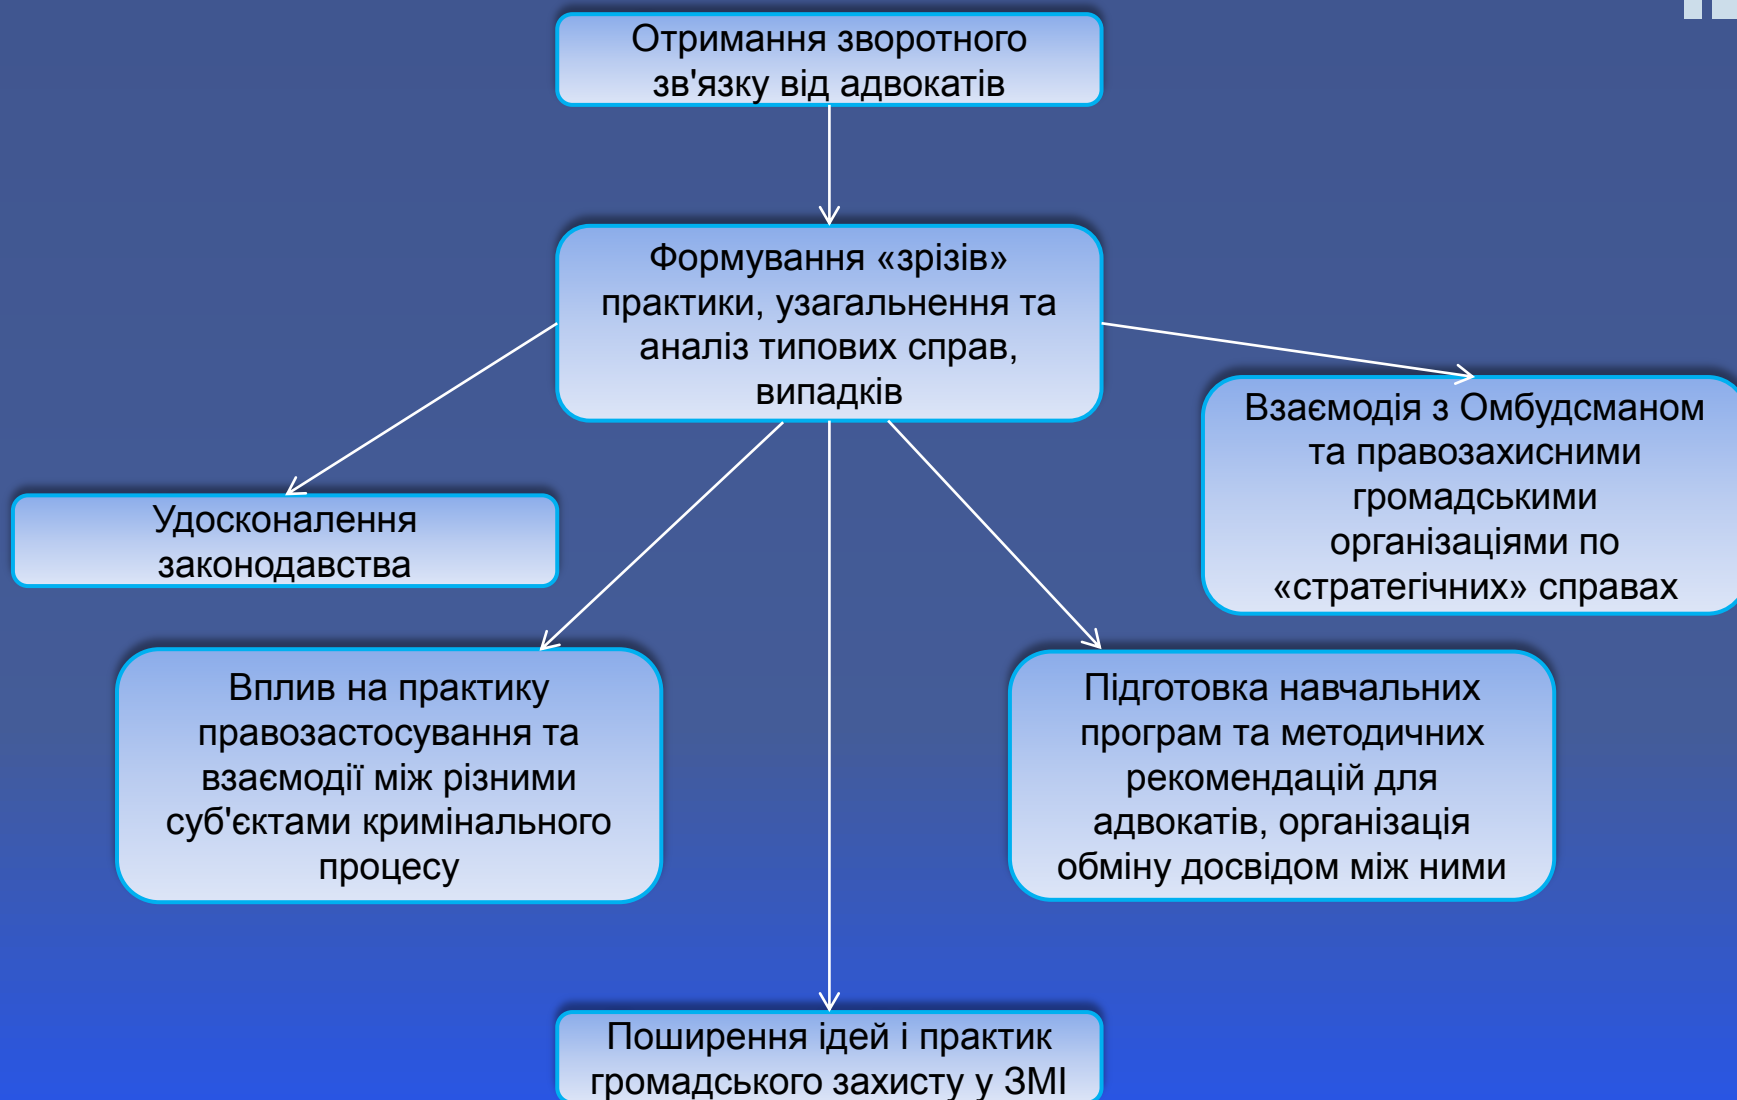 Отримання зворотного
зв'язку від адвокатів
Формування «зрізів»
практики, узагальнення та
аналіз типових справ,
випадків
Взаємодія з Омбудсманом
та правозахисними
громадськими
організаціями по
«стратегічних» справах
Удосконалення
законодавства
Вплив на практику
правозастосування та
взаємодії між різними
суб'єктами кримінального
процесу
Підготовка навчальних
програм та методичних
рекомендацій для
адвокатів, організація
обміну досвідом між ними
Поширення ідей і практик
громадського захисту у ЗМІ